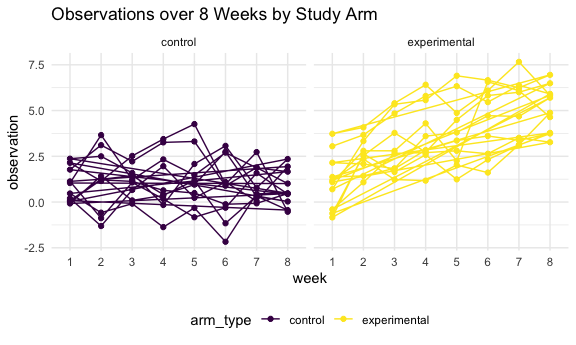 Observations over 8 Weeks by Study Arm
control experimental
7.5
5.0
2.5
0.0
-2.5
observation
1 2 3 4 5 6 7 8 1 2 3 4 5 6 7 8
week
arm_type control experimental